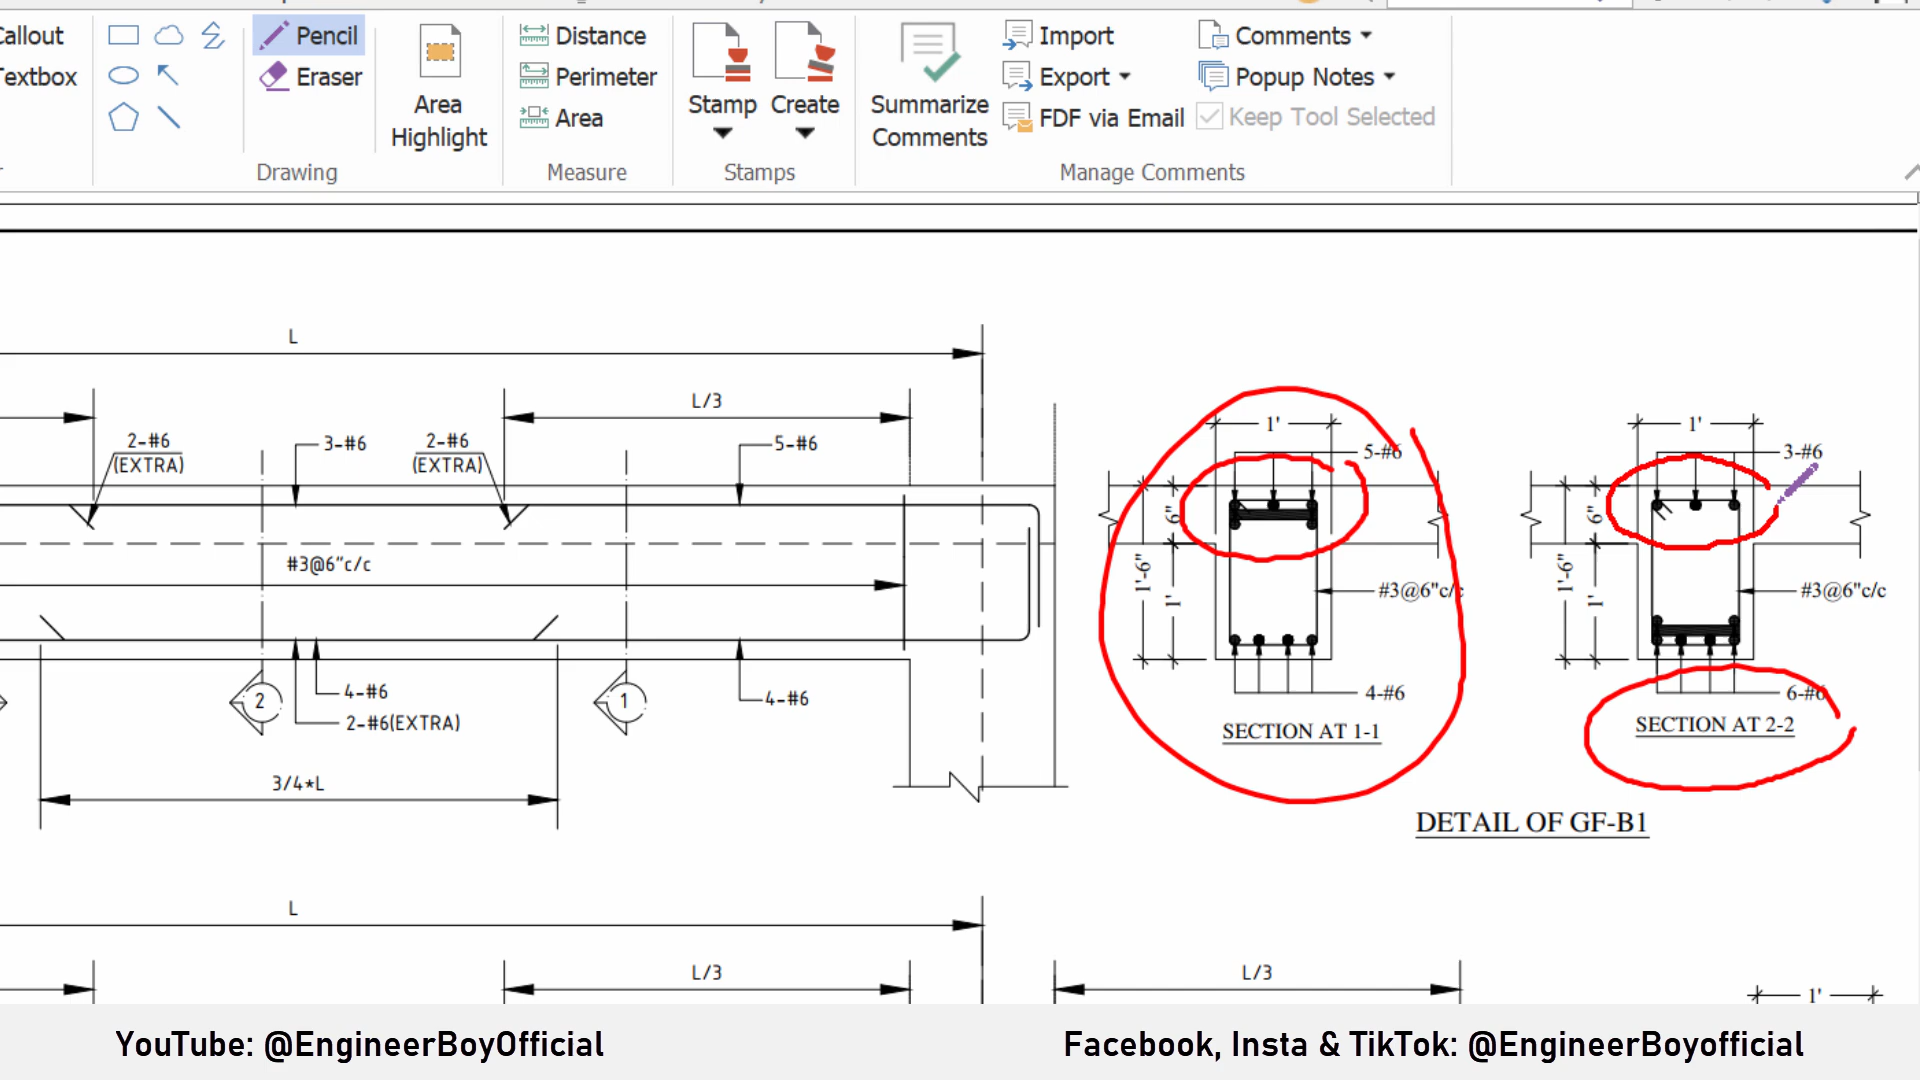 Callout
Textbox
Pencil
Eraser
Area
Highlight
Distance
Perimeter
Area
Stamp
Create
Summarize
Comments
Import
Export
FDF via Email
Comments
Popup Notes
Keep Tool Selected
Drawing
Measure
Stamps
Manage Comments
L
L/3
2-#6
(EXTRA)
3-#6
2-#6
(EXTRA)
5-#6
#3@6"c/c
4-#6
2-#6(EXTRA)
2
1
4-#6
3/4*L
1'
5-#6
6"
1'-6"
1'
#3@6"c/c
4-#6
SECTION AT 1-1
1'
3-#6
6"
1'-6"
1'
#3@6"c/c
6-#6
SECTION AT 2-2
DETAIL OF GF-B1
L
L/3
L/3
1'
YouTube: @EngineerBoyOfficial
Facebook, Insta & TikTok: @EngineerBoyofficial